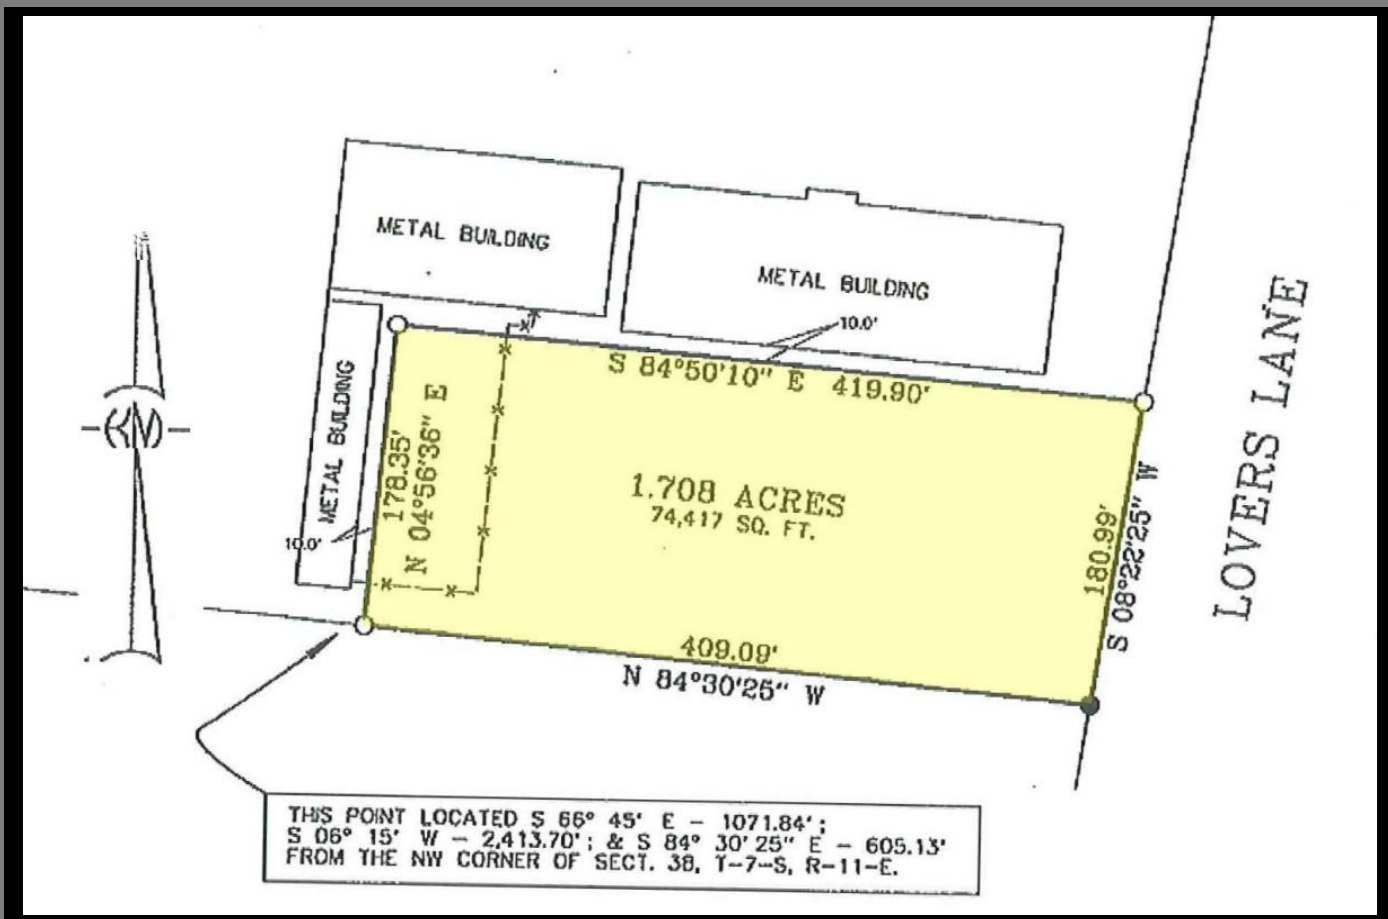 METAL BUILDING
METAL BUILDING
10.0'
S 84°50'10" E 419.90'
METAL BUILDING
178.35'
N 04°56'36" E
10.0'
1.708 ACRES
74,417 SQ. FT.
180.99'
S 08°22'25" W
LOVERS LANE
409.09'
N 84°30'25" W
THIS POINT LOCATED S 66° 45' E - 1071.84';
S 06° 15' W - 2,413.70'; & S 84° 30' 25" E - 605.13'
FROM THE NW CORNER OF SECT. 38, T-7-S, R-11-E.